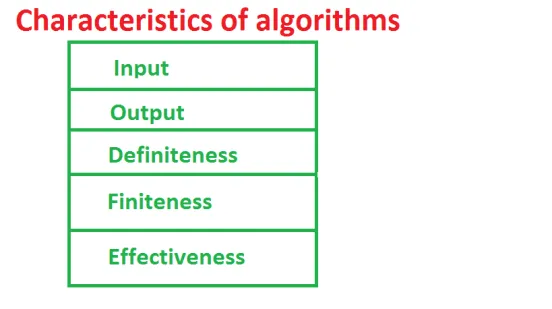 Characteristics of algorithms
Input
Output
Definiteness
Finiteness
Effectiveness